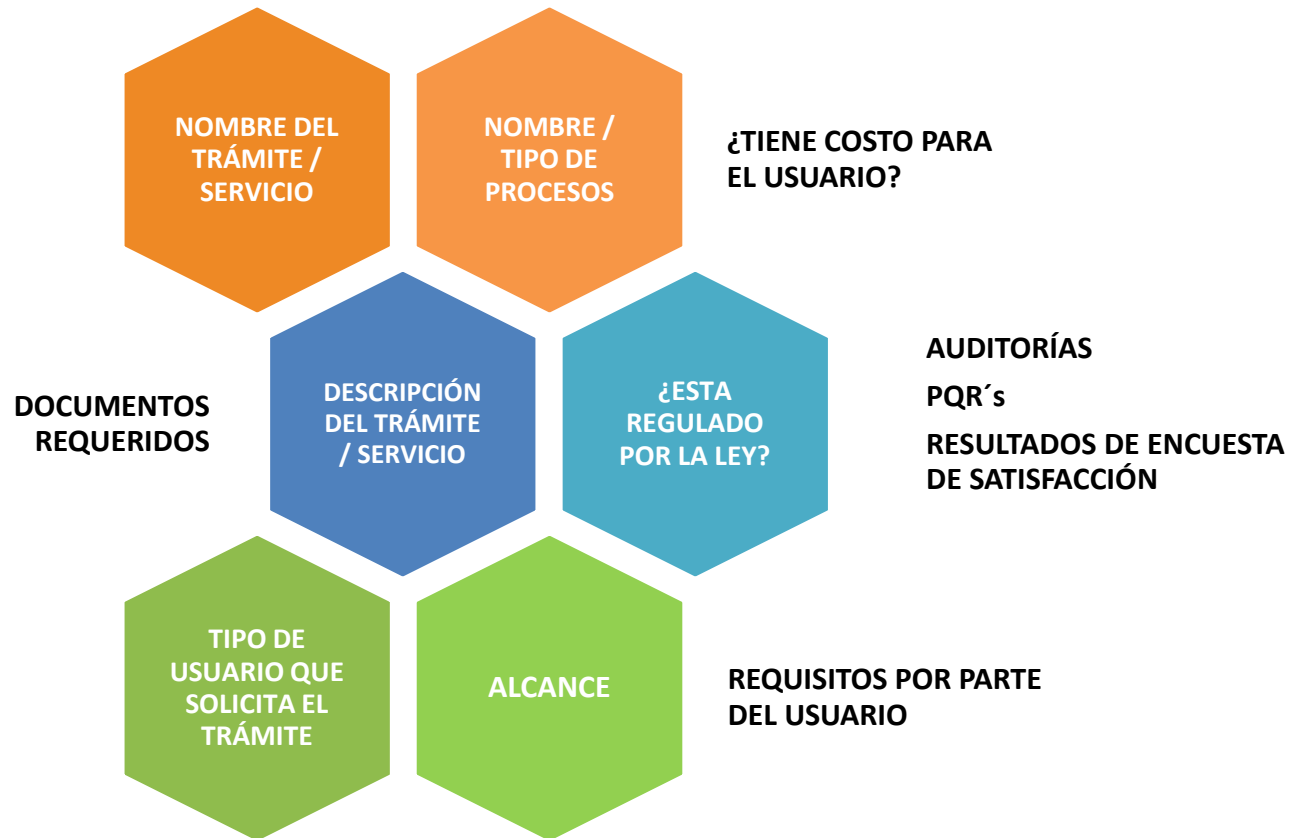 NOMBRE DEL
TRÁMITE /
SERVICIO
NOMBRE /
TIPO DE
PROCESOS
¿TIENE COSTO PARA
EL USUARIO?
DOCUMENTOS
REQUERIDOS
DESCRIPCIÓN
DEL TRÁMITE
/ SERVICIO
¿ESTA
REGULADO
POR LA LEY?
AUDITORÍAS
PQR´s
RESULTADOS DE ENCUESTA
DE SATISFACCIÓN
TIPO DE
USUARIO QUE
SOLICITA EL
TRÁMITE
ALCANCE
REQUISITOS POR PARTE
DEL USUARIO